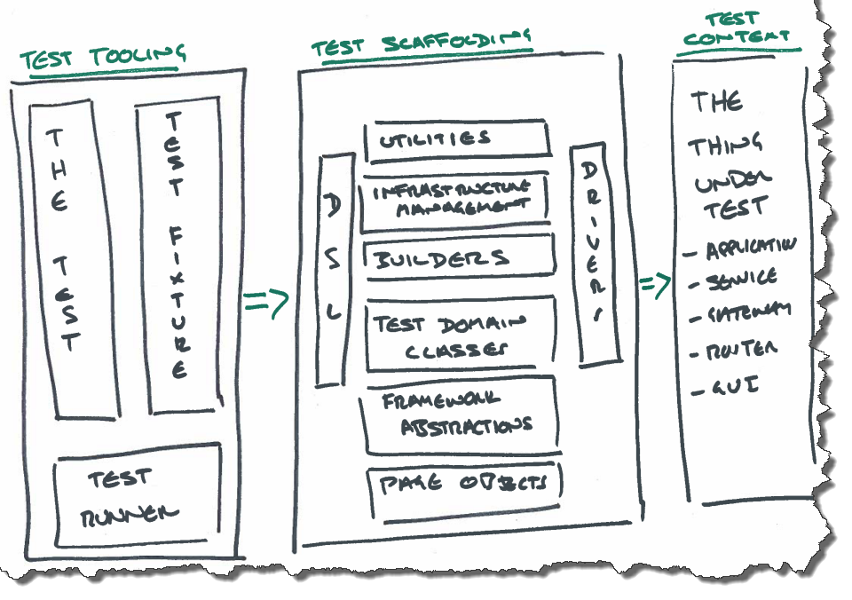 TEST TOOLING
THE TEST
TEST FIXTURE
TEST
RUNNER
TEST SCAFFOLDING
DSL
UTILITIES
INFRASTRUCTURE
MANAGEMENT
BUILDERS
TEST DOMAIN
CLASSES
FRAMEWORK
ABSTRACTIONS
PAGE OBJECTS
DRIVERS
TEST
CONTEXT
THE
THING
UNDER
TEST
- APPLICATION
- SERVICE
- GATEWAY
- ROUTER
- GUI